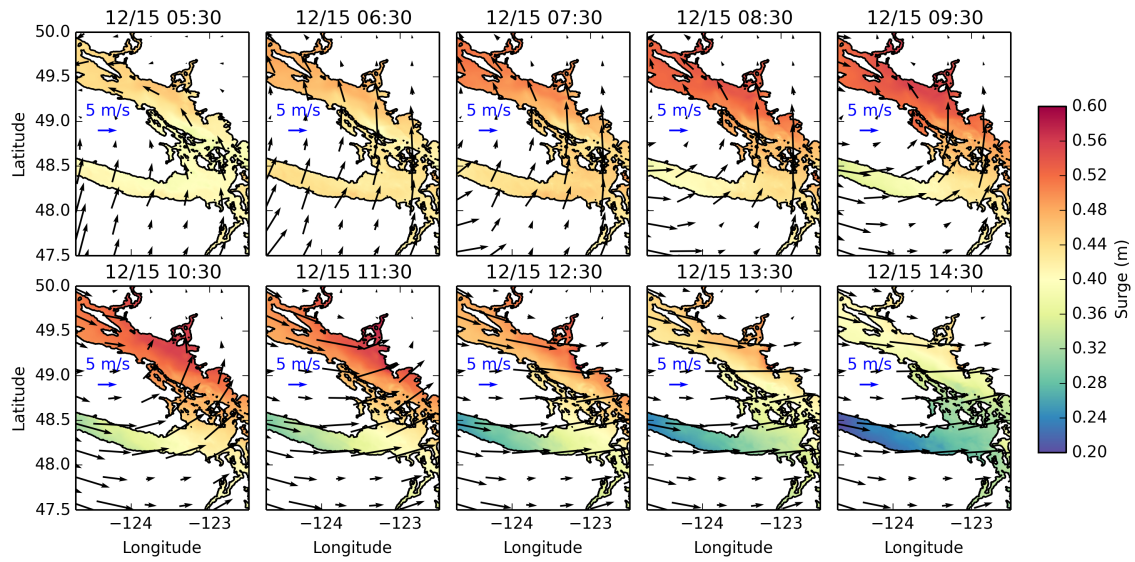 12/15 05:30 12/15 06:30 12/15 07:30 12/15 08:30 12/15 09:30
50.0
49.5
49.0
48.5
48.0
47.5
Latitude
5 m/s 5 m/s 5 m/s 5 m/s 5 m/s
12/15 10:30 12/15 11:30 12/15 12:30 12/15 13:30 12/15 14:30
50.0
49.5
49.0
48.5
48.0
47.5
Latitude
5 m/s 5 m/s 5 m/s 5 m/s 5 m/s
−124 −123 −124 −123 −124 −123 −124 −123 −124 −123
Longitude Longitude Longitude Longitude Longitude
0.60
0.56
0.52
0.48
0.44
0.40
0.36
0.32
0.28
0.24
0.20
Surge (m)